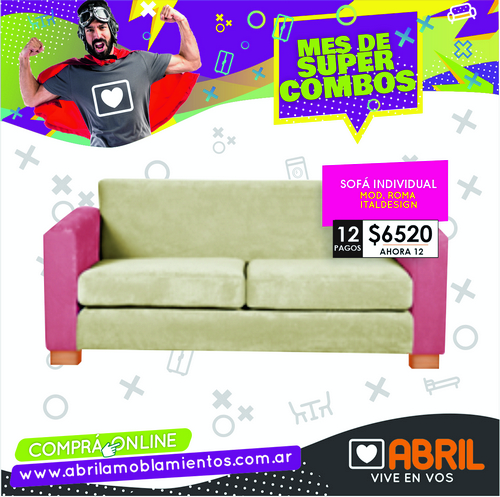 MES DE
SUPER
COMBOS
SOFÁ INDIVIDUAL
MOD. ROMA
ITALDESIGN
12
PAGOS
$6520
AHORA 12
COMPRÁ ONLINE
www.abrilamoblamientos.com.ar
ABRIL
VIVE EN VOS